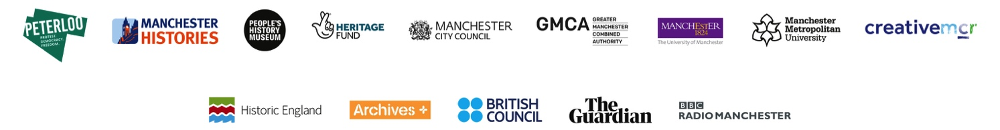 PETERLOO
PROTEST.
DEMOCRACY.
FREEDOM.
MANCHESTER
HISTORIES
PEOPLE'S
HISTORY
MUSEUM
HERITAGE
FUND
MANCHESTER
CITY COUNCIL
GMCA
GREATER
MANCHESTER
COMBINED
AUTHORITY
MANCHESTER
1824
The University of Manchester
Manchester
Metropolitan
University
creativemcr
Historic England
Archives +
BRITISH
COUNCIL
The
Guardian
BBC
RADIO MANCHESTER